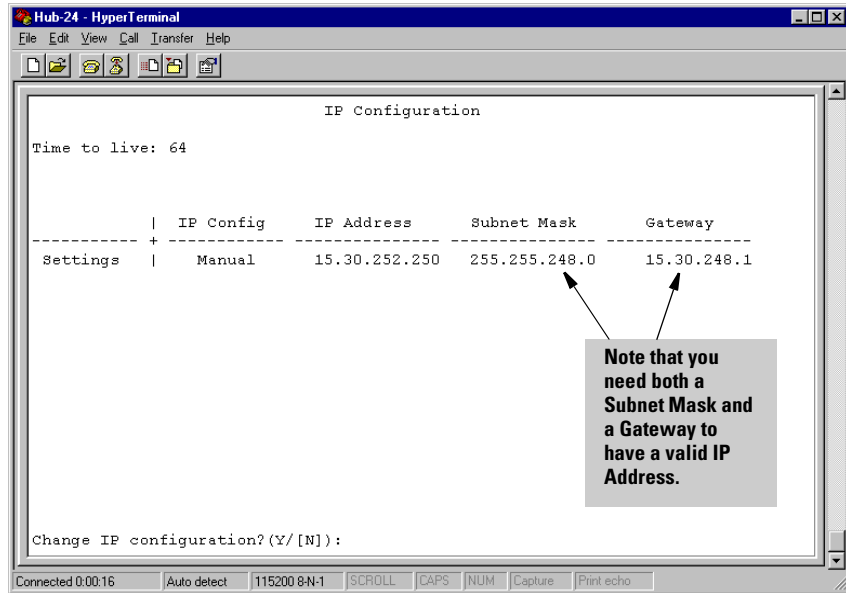 Hub-24 - HyperTerminal
File Edit View Call Transfer Help
IP Configuration
Time to live: 64
| IP Config IP Address Subnet Mask Gateway
----------- + ------------ --------------- --------------- ---------------
Settings | Manual 15.30.252.250 255.255.248.0 15.30.248.1
Note that you
need both a
Subnet Mask and
a Gateway to
have a valid IP
Address.
Change IP configuration?(Y/[N]):
Connected 0:00:16 Auto detect 115200 8-N-1 SCROLL CAPS NUM Capture Print echo